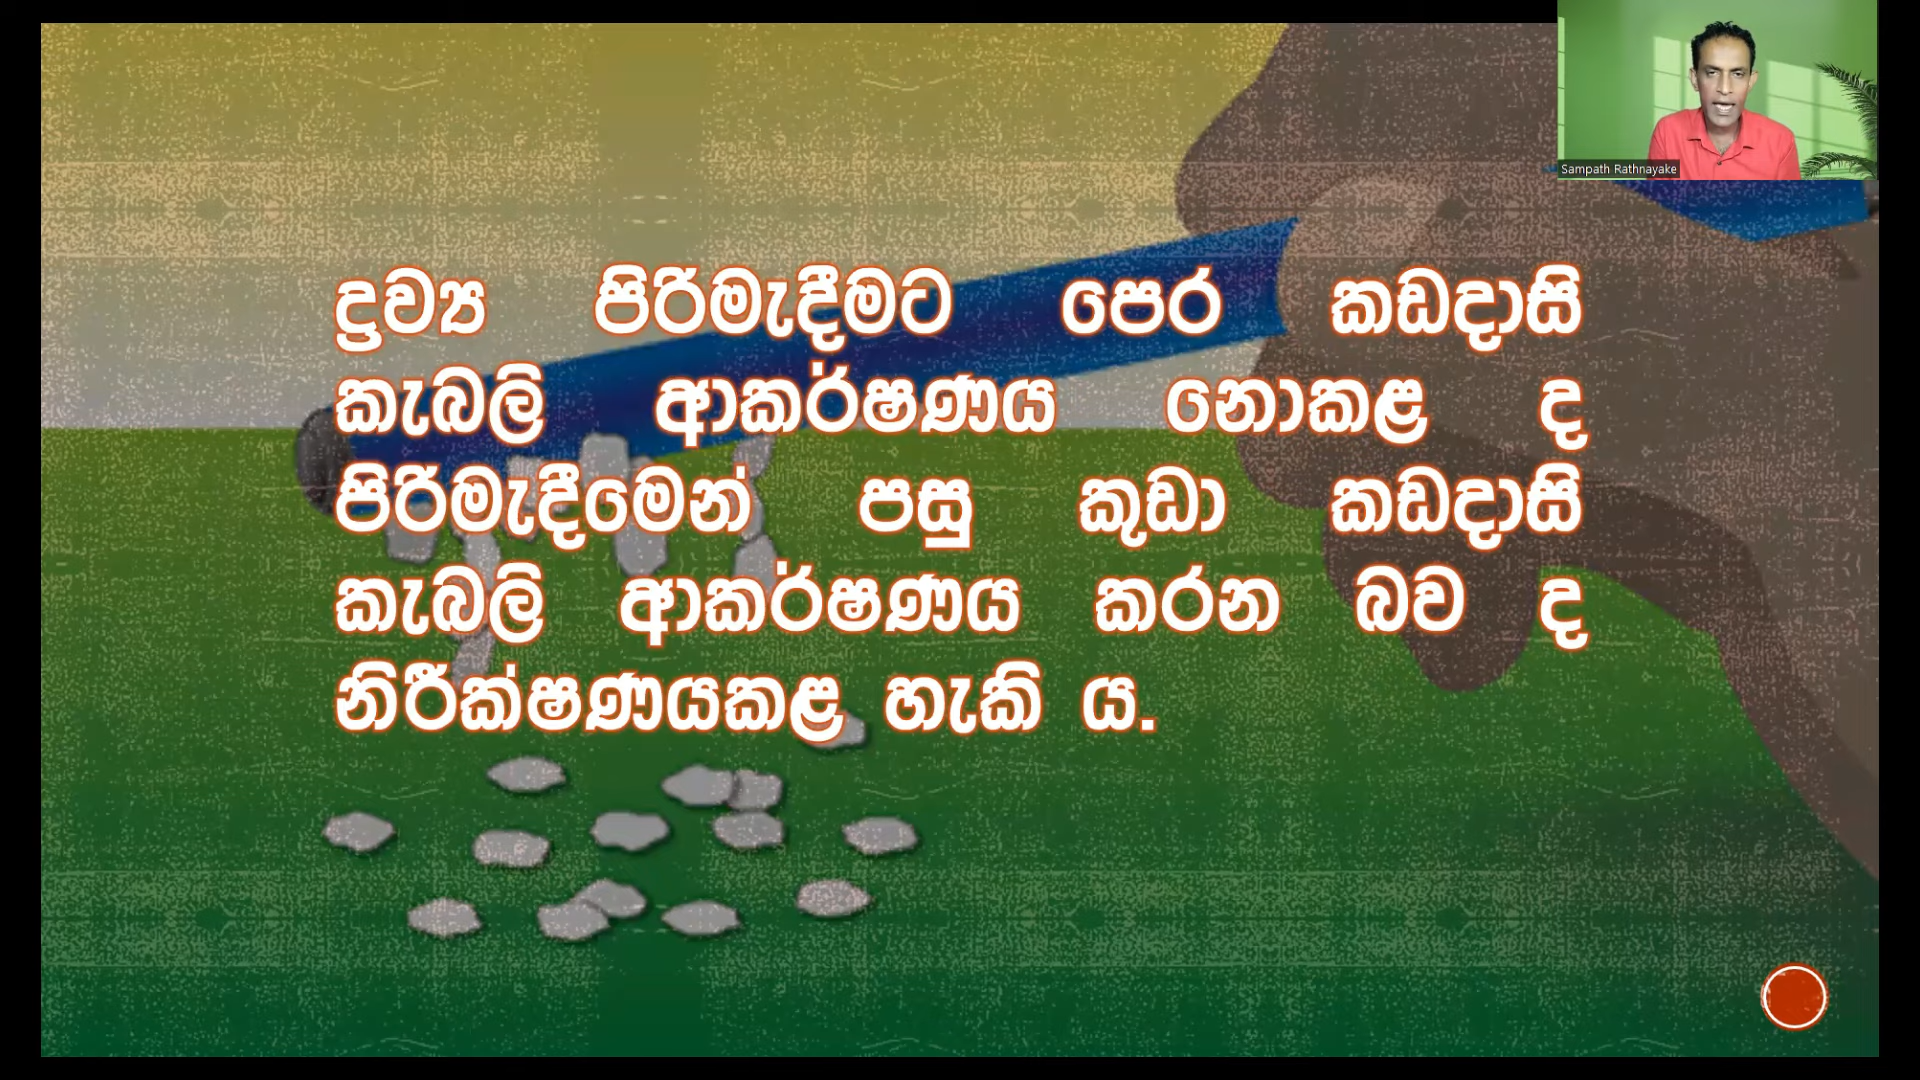 Sampath Rathnayake
ද්‍රව්‍ය පිරිමැදීමට පෙර කඩදාසි
කැබලි ආකර්ෂණය නොකළ ද
පිරිමැදීමෙන් පසු කුඩා කඩදාසි
කැබලි ආකර්ෂණය කරන බව ද
නිරීක්ෂණයකළ හැකි ය.